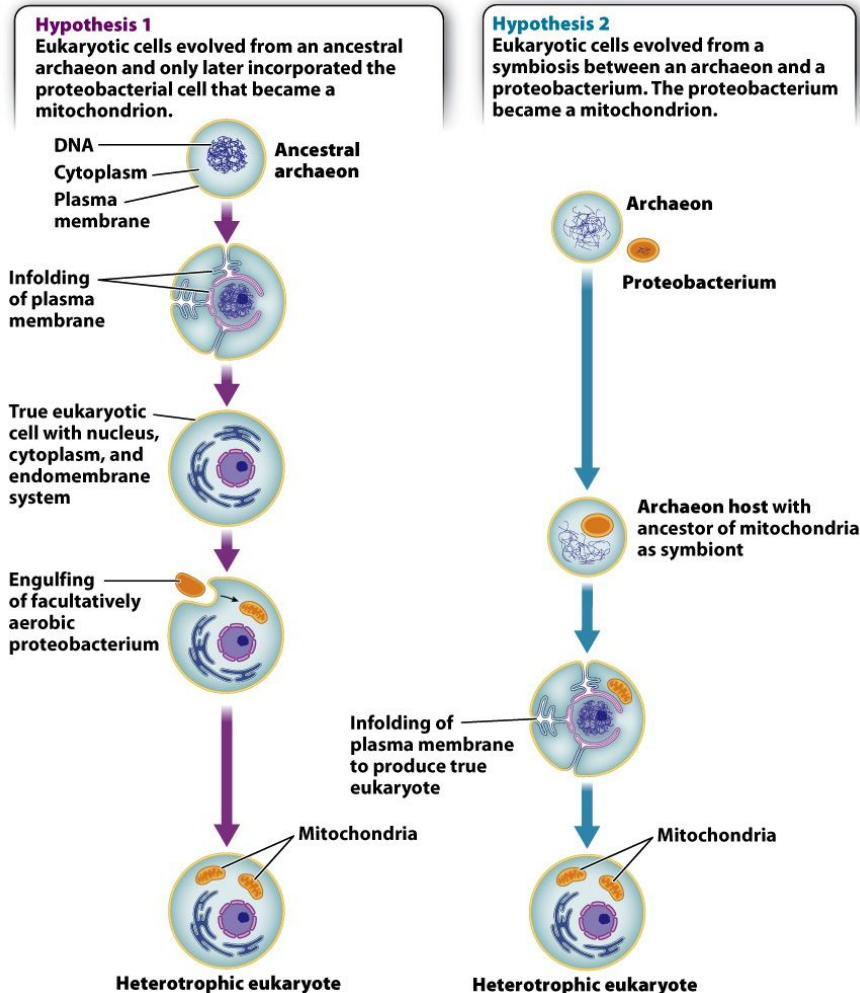 Hypothesis 1
Eukaryotic cells evolved from an ancestral
archaeon and only later incorporated the
proteobacterial cell that became a
mitochondrion.
DNA
Cytoplasm
Plasma
membrane
Ancestral
archaeon
Infolding
of plasma
membrane
True eukaryotic
cell with nucleus,
cytoplasm, and
endomembrane
system
Engulfing
of facultatively
aerobic
proteobacterium
Mitochondria
Heterotrophic eukaryote
Hypothesis 2
Eukaryotic cells evolved from a
symbiosis between an archaeon and a
proteobacterium. The proteobacterium
became a mitochondrion.
Archaeon
Proteobacterium
Archaeon host with
ancestor of mitochondria
as symbiont
Infolding of
plasma membrane
to produce true
eukaryote
Mitochondria
Heterotrophic eukaryote